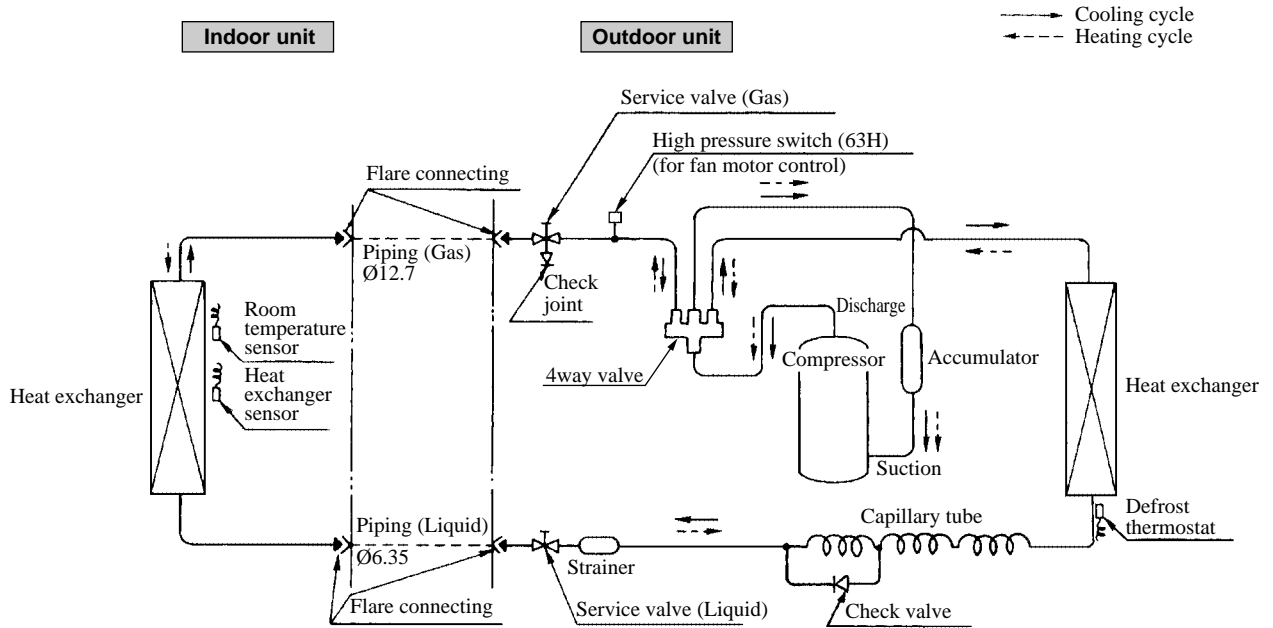 Indoor unit
Outdoor unit
Cooling cycle
Heating cycle
Service valve (Gas)
High pressure switch (63H)
(for fan motor control)
Flare connecting
Piping (Gas)
Ø12.7
Check
joint
Room
temperature
sensor
Heat
exchanger
sensor
Heat exchanger
4way valve
Discharge
Compressor
Accumulator
Suction
Heat exchanger
Defrost
thermostat
Capillary tube
Check valve
Piping (Liquid)
Ø6.35
Strainer
Flare connecting
Service valve (Liquid)